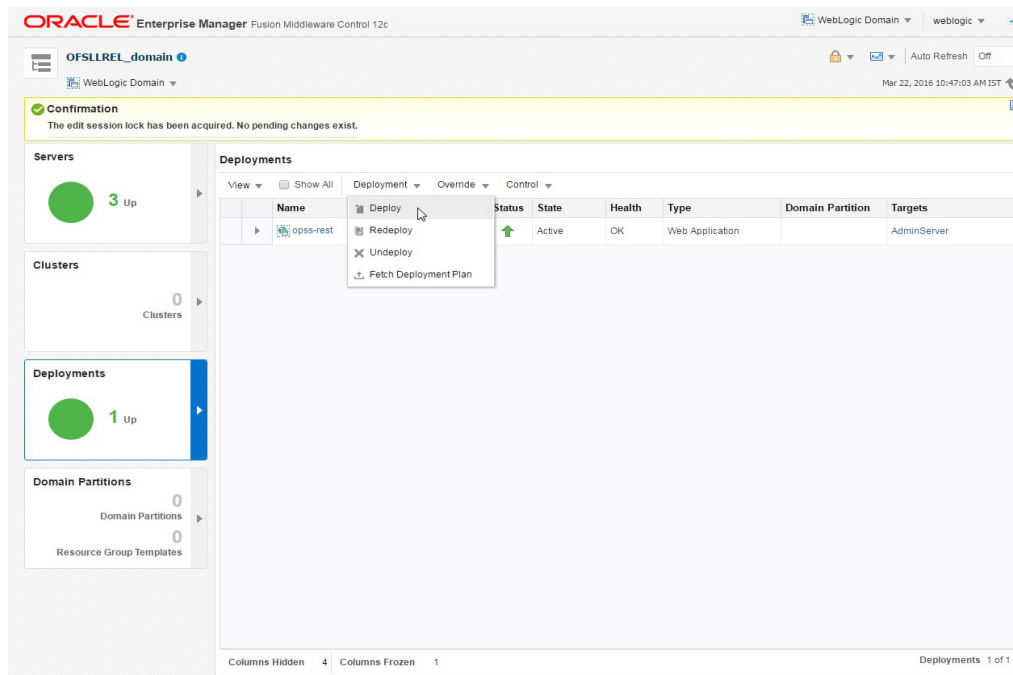 ORACLE Enterprise Manager Fusion Middleware Control 12c
WebLogic Domain weblogic
OFSLLREL_domain
Auto Refresh Off
WebLogic Domain
Mar 22, 2016 10:47:03 AM IST
Confirmation
The edit session lock has been acquired. No pending changes exist.
Servers
3 Up
Clusters
0
Clusters
Deployments
1 Up
Domain Partitions
0
Domain Partitions
0
Resource Group Templates
Deployments
View Show All Deployment Override Control
Name Status State Health Type Domain Partition Targets
opss-rest Active OK Web Application AdminServer
Deploy
Redeploy
Undeploy
Fetch Deployment Plan
Columns Hidden 4 Columns Frozen 1
Deployments 1 of 1